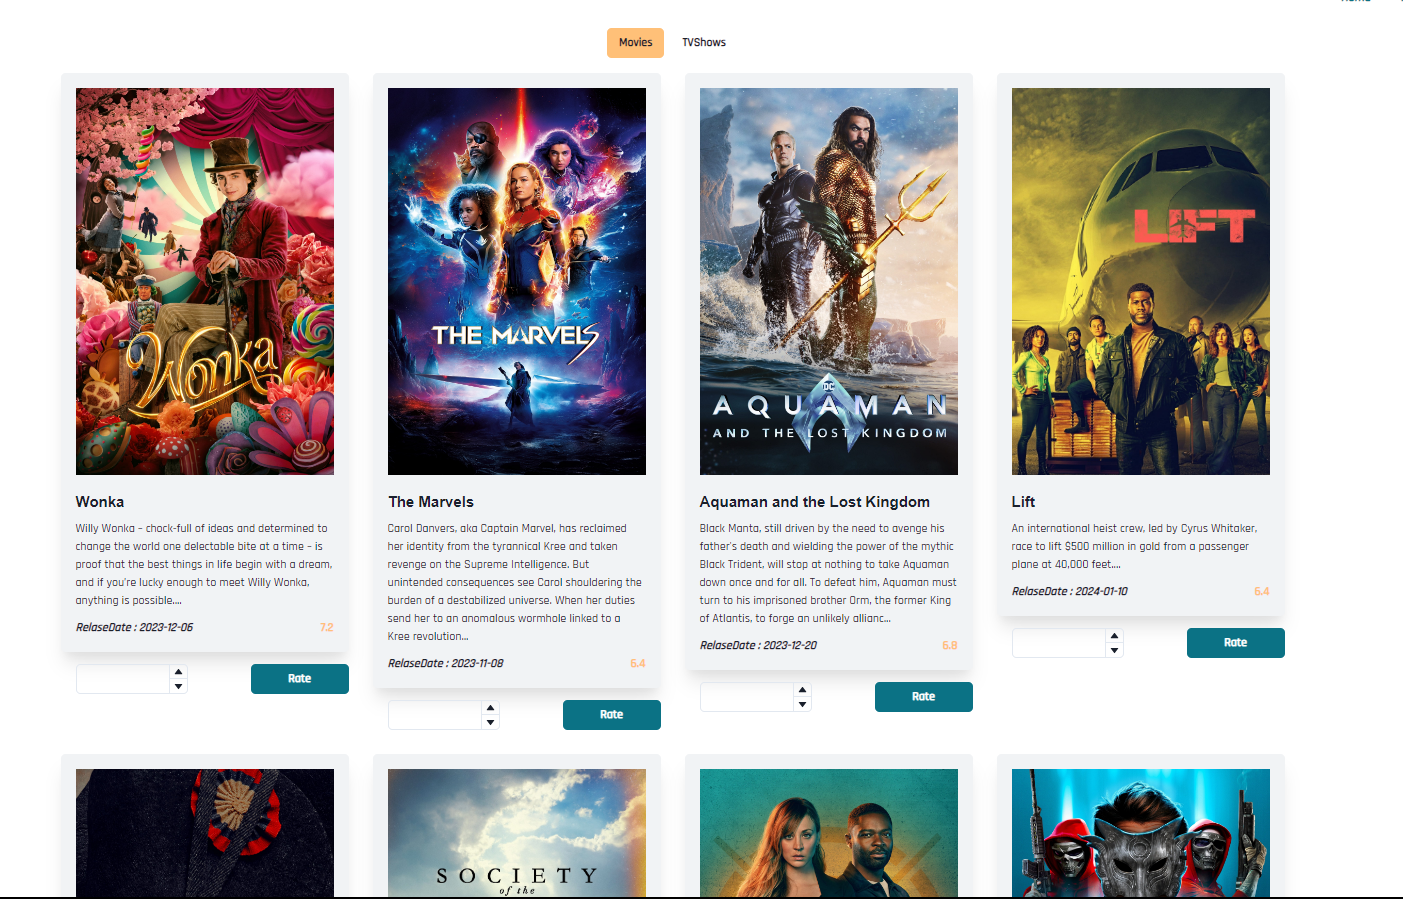 Movies TVShows
Wonka
THE MARVELS
DC
AQUAMAN
AND THE LOST KINGDOM
LIFT
Wonka
Willy Wonka – chock-full of ideas and determined to
change the world one delectable bite at a time – is
proof that the best things in life begin with a dream,
and if you're lucky enough to meet Willy Wonka,
anything is possible....
RelaseDate : 2023-12-06 7.2
Rate
The Marvels
Carol Danvers, aka Captain Marvel, has reclaimed
her identity from the tyrannical Kree and taken
revenge on the Supreme Intelligence. But
unintended consequences see Carol shouldering the
burden of a destabilized universe. When her duties
send her to an anomalous wormhole linked to a
Kree revolution...
RelaseDate : 2023-11-08 6.4
Rate
Aquaman and the Lost Kingdom
Black Manta, still driven by the need to avenge his
father's death and wielding the power of the mythic
Black Trident, will stop at nothing to take Aquaman
down once and for all. To defeat him, Aquaman must
turn to his imprisoned brother Orm, the former King
of Atlantis, to forge an unlikely allianc...
RelaseDate : 2023-12-20 6.8
Rate
Lift
An international heist crew, led by Cyrus Whitaker,
race to lift $500 million in gold from a passenger
plane at 40,000 feet....
RelaseDate : 2024-01-10 6.4
Rate
SOCIETY
of the